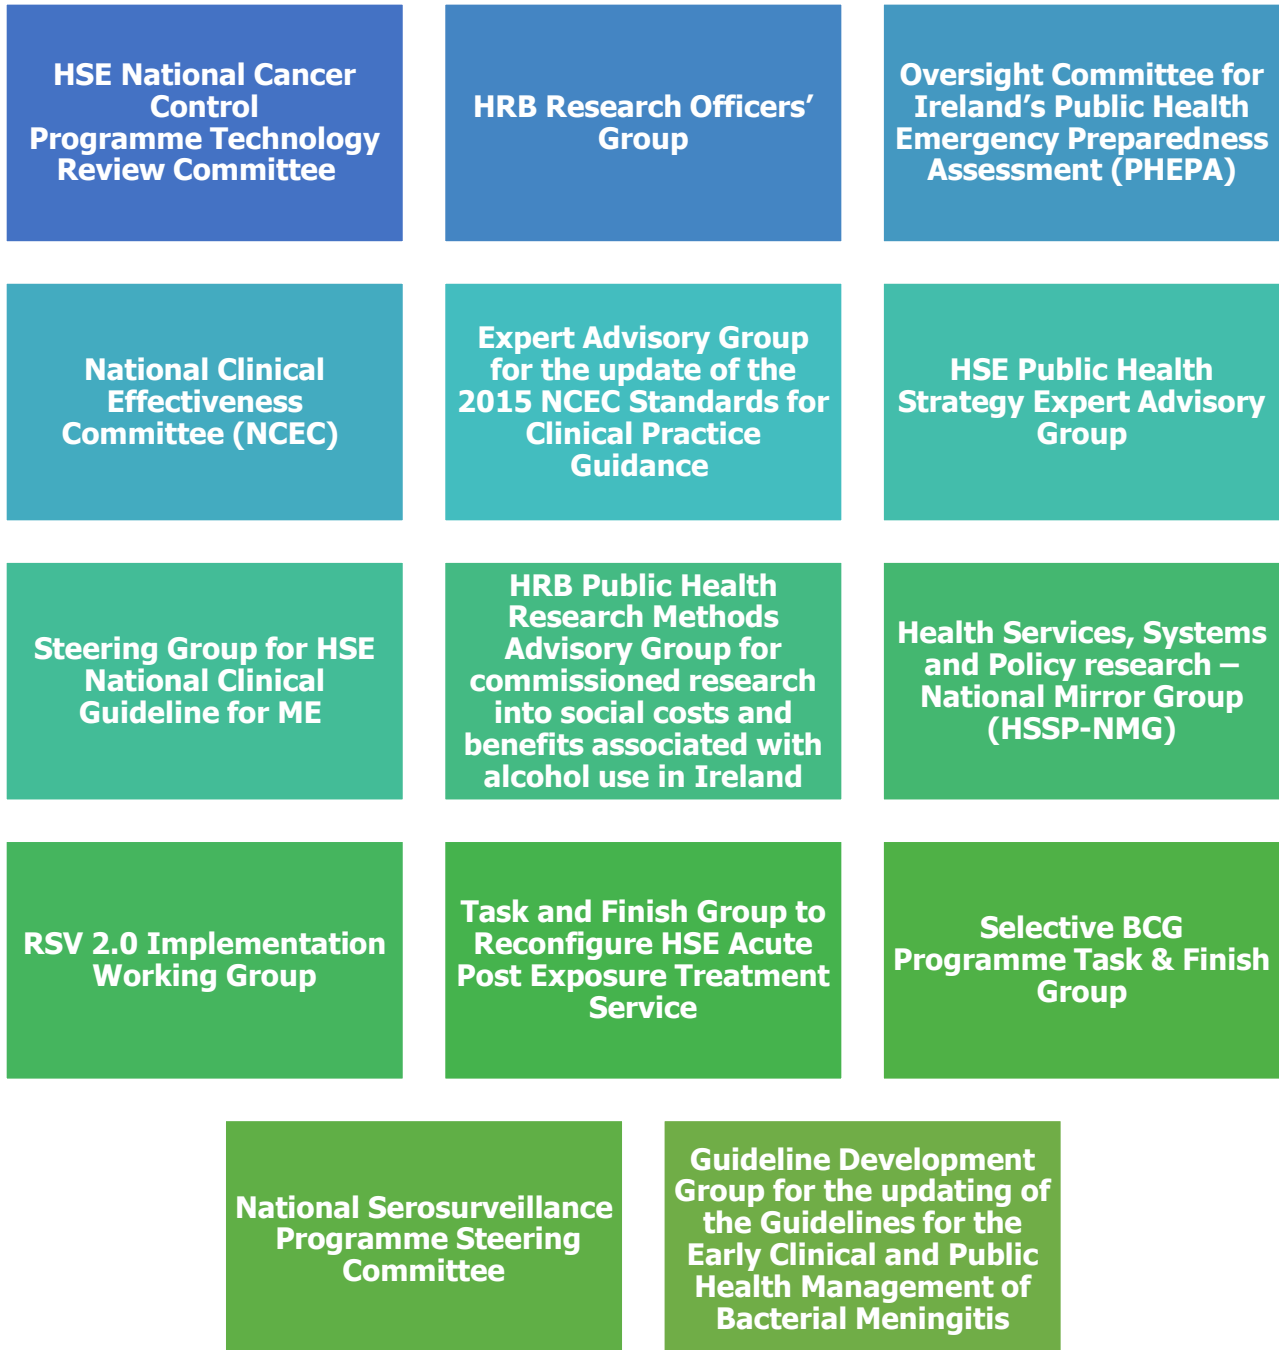 HSE National Cancer
Control
Programme Technology
Review Committee
HRB Research Officers’
Group
Oversight Committee for
Ireland’s Public Health
Emergency Preparedness
Assessment (PHEPA)
National Clinical
Effectiveness
Committee (NCEC)
Expert Advisory Group
for the update of the
2015 NCEC Standards for
Clinical Practice
Guidance
HSE Public Health
Strategy Expert Advisory
Group
Steering Group for HSE
National Clinical
Guideline for ME
HRB Public Health
Research Methods
Advisory Group for
commissioned research
into social costs and
benefits associated with
alcohol use in Ireland
Health Services, Systems
and Policy research –
National Mirror Group
(HSSP-NMG)
RSV 2.0 Implementation
Working Group
Task and Finish Group to
Reconfigure HSE Acute
Post Exposure Treatment
Service
Selective BCG
Programme Task & Finish
Group
National Serosurveillance
Programme Steering
Committee
Guideline Development
Group for the updating of
the Guidelines for the
Early Clinical and Public
Health Management of
Bacterial Meningitis